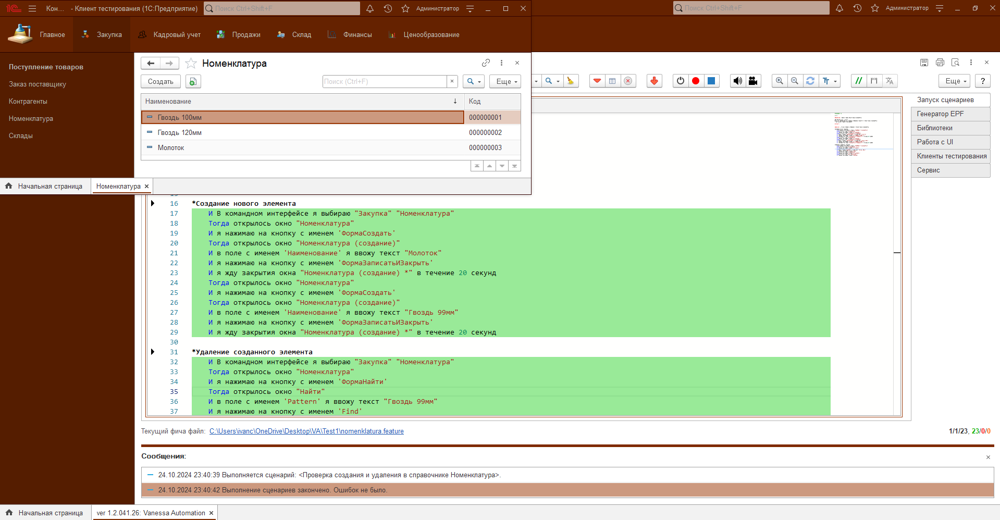 Кон...
- Клиент тестирования (1С:Предприятие)
Поиск Ctrl+Shift+F
Администратор
Поиск Ctrl+Shift+F
Администратор
Главное
Закупка
Кадровый учет
Продажи
Склад
Финансы
Ценообразование
Поступление товаров
Заказ поставщику
Контрагенты
Номенклатура
Склады
Номенклатура
Создать
Поиск (Ctrl+F)
Еще
Наименование
Код
Гвоздь 100мм 000000001
Гвоздь 120мм 000000002
Молоток 000000003
Начальная страница
Номенклатура
Еще
?
Запуск сценариев
Генератор EPF
Библиотеки
Работа с UI
Клиенты тестирования
Сервис
16 *Создание нового элемента
17 И В командном интерфейсе я выбираю "Закупка" "Номенклатура"
18 Тогда открылось окно "Номенклатура"
19 И я нажимаю на кнопку с именем 'ФормаСоздать'
20 Тогда открылось окно "Номенклатура (создание)"
21 И в поле с именем 'Наименование' я ввожу текст "Молоток"
22 И я нажимаю на кнопку с именем 'ФормаЗаписатьИЗакрыть'
23 И я жду закрытия окна "Номенклатура (создание) *" в течение 20 секунд
24 Тогда открылось окно "Номенклатура"
25 И я нажимаю на кнопку с именем 'ФормаСоздать'
26 Тогда открылось окно "Номенклатура (создание)"
27 И в поле с именем 'Наименование' я ввожу текст "Гвоздь 99мм"
28 И я нажимаю на кнопку с именем 'ФормаЗаписатьИЗакрыть'
29 И я жду закрытия окна "Номенклатура (создание) *" в течение 20 секунд
30
31 *Удаление созданного элемента
32 И В командном интерфейсе я выбираю "Закупка" "Номенклатура"
33 Тогда открылось окно "Номенклатура"
34 И я нажимаю на кнопку с именем 'ФормаНайти'
35 Тогда открылось окно "Найти"
36 И в поле с именем 'Pattern' я ввожу текст "Гвоздь 99мм"
37 И я нажимаю на кнопку с именем 'Find'
Текущий фича файл: C:\Users\ivanc\OneDrive\Desktop\VA\Test1\nomenklatura.feature
1/1/23, 23/0/0
Сообщения:
24.10.2024 23:40:39 Выполняется сценарий: <Проверка создания и удаления в справочнике Номенклатура>.
24.10.2024 23:40:42 Выполнение сценариев закончено. Ошибок не было.
Начальная страница
ver 1.2.041.26: Vanessa Automation